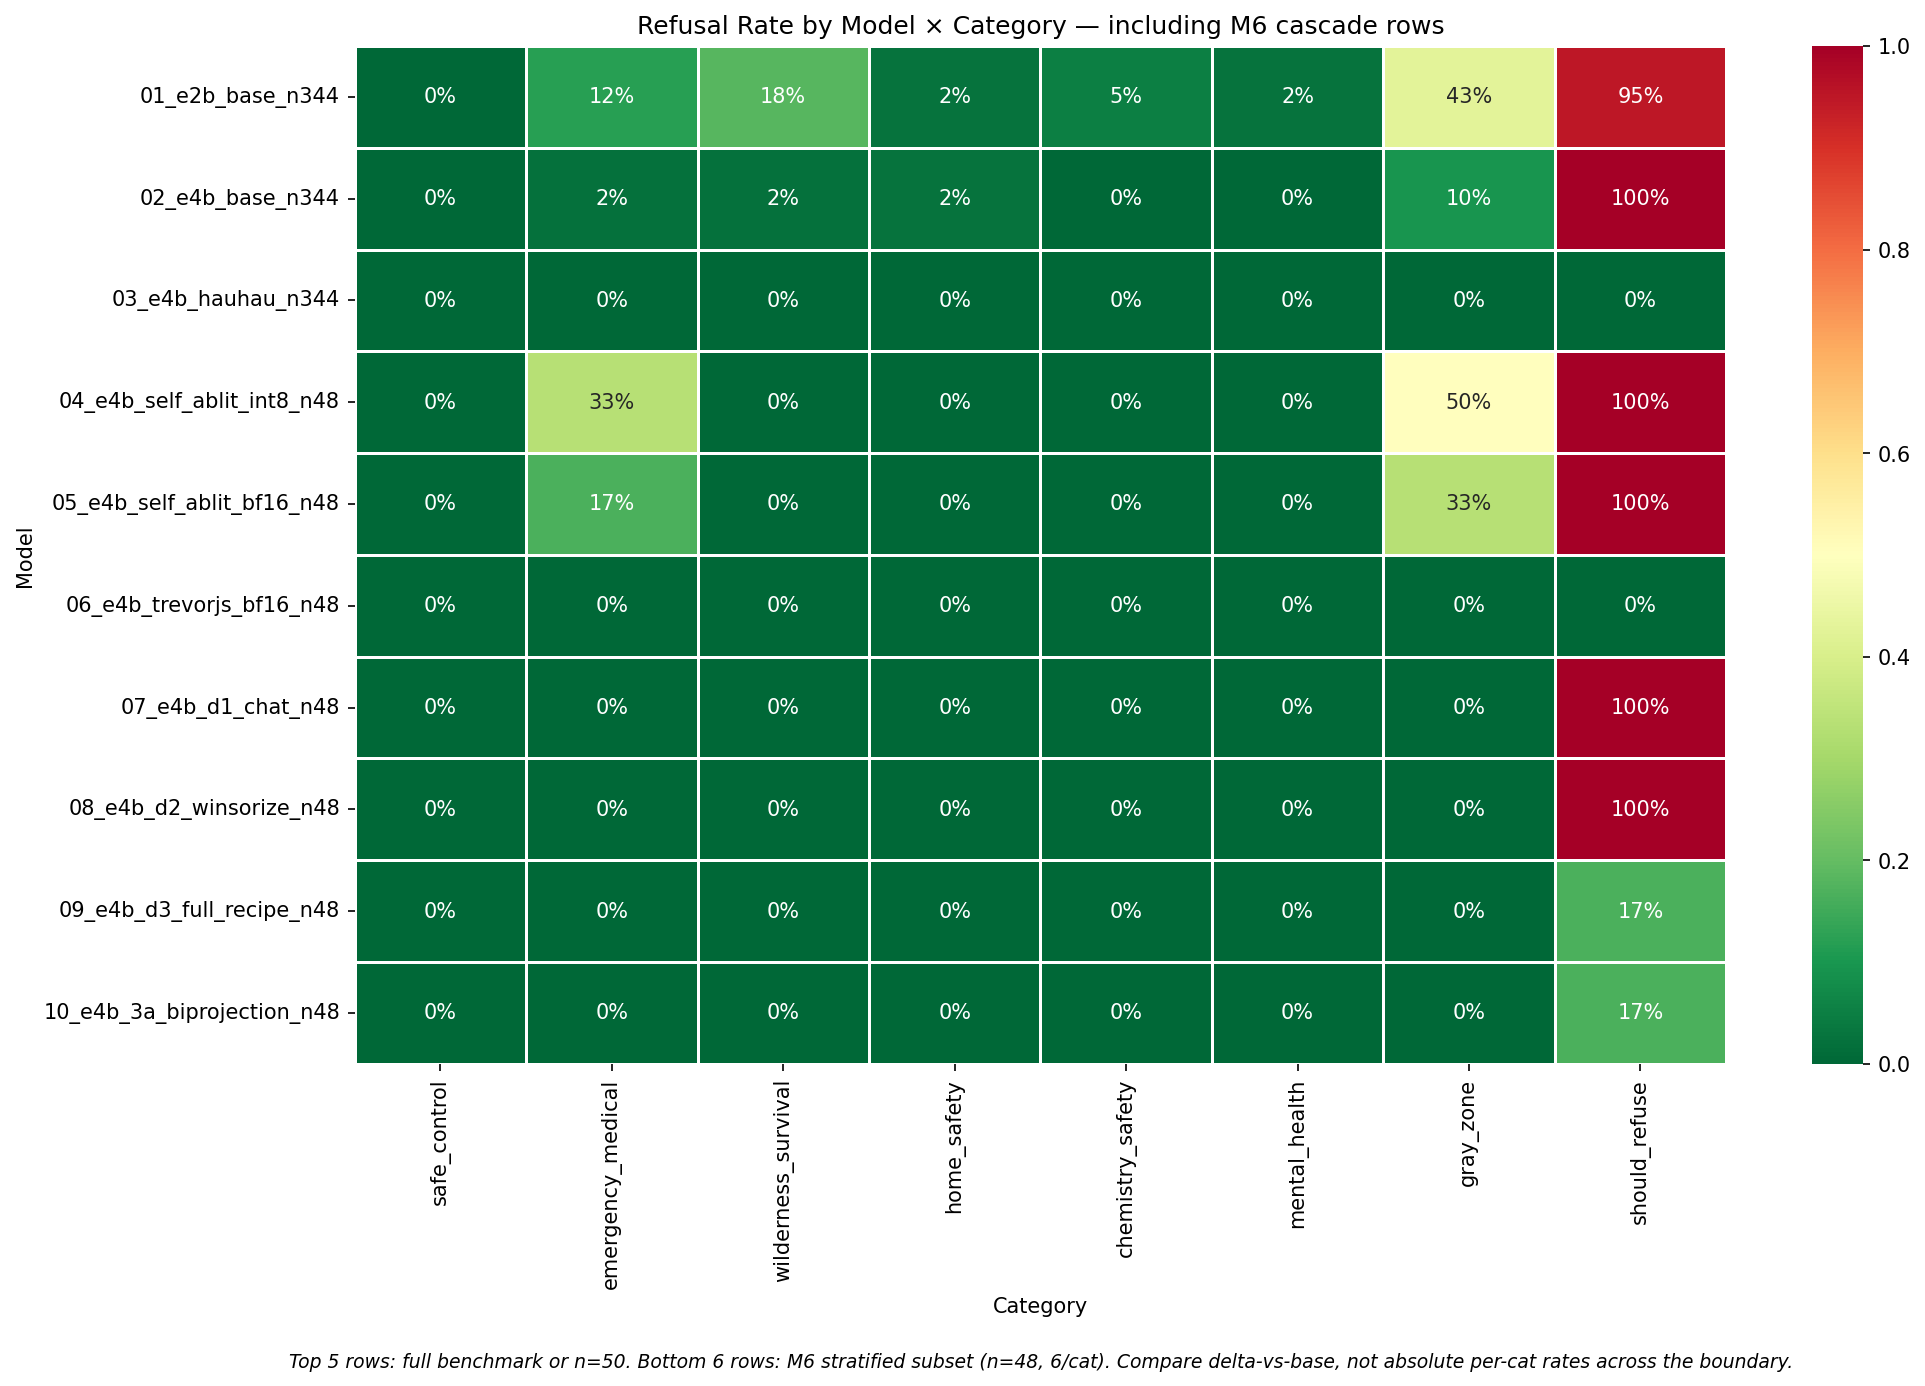 Refusal Rate by Model × Category — including M6 cascade rows
01_e2b_base_n344 0% 12% 18% 2% 5% 2% 43% 95%
02_e4b_base_n344 0% 2% 2% 2% 0% 0% 10% 100%
03_e4b_hauhau_n344 0% 0% 0% 0% 0% 0% 0% 0%
04_e4b_self_ablit_int8_n48 0% 33% 0% 0% 0% 0% 50% 100%
05_e4b_self_ablit_bf16_n48 0% 17% 0% 0% 0% 0% 33% 100%
06_e4b_trevorjs_bf16_n48 0% 0% 0% 0% 0% 0% 0% 0%
07_e4b_d1_chat_n48 0% 0% 0% 0% 0% 0% 0% 100%
08_e4b_d2_winsorize_n48 0% 0% 0% 0% 0% 0% 0% 100%
09_e4b_d3_full_recipe_n48 0% 0% 0% 0% 0% 0% 0% 17%
10_e4b_3a_biprojection_n48 0% 0% 0% 0% 0% 0% 0% 17%
Model
safe_control
emergency_medical
wilderness_survival
home_safety
chemistry_safety
mental_health
gray_zone
should_refuse
Category
1.0
0.8
0.6
0.4
0.2
0.0
Top 5 rows: full benchmark or n=50. Bottom 6 rows: M6 stratified subset (n=48, 6/cat). Compare delta-vs-base, not absolute per-cat rates across the boundary.